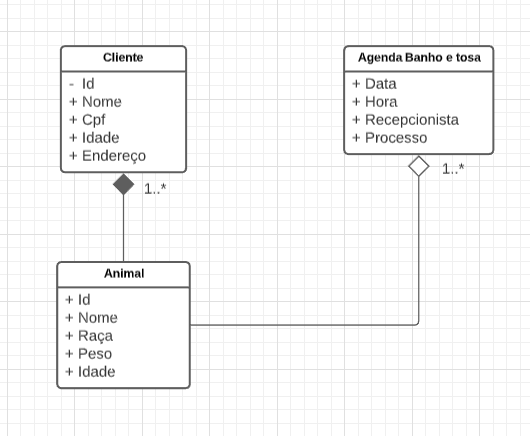 Cliente
- Id
+ Nome
+ Cpf
+ Idade
+ Endereço
1..*
Agenda Banho e tosa
+ Data
+ Hora
+ Recepcionista
+ Processo
1..*
Animal
+ Id
+ Nome
+ Raça
+ Peso
+ Idade